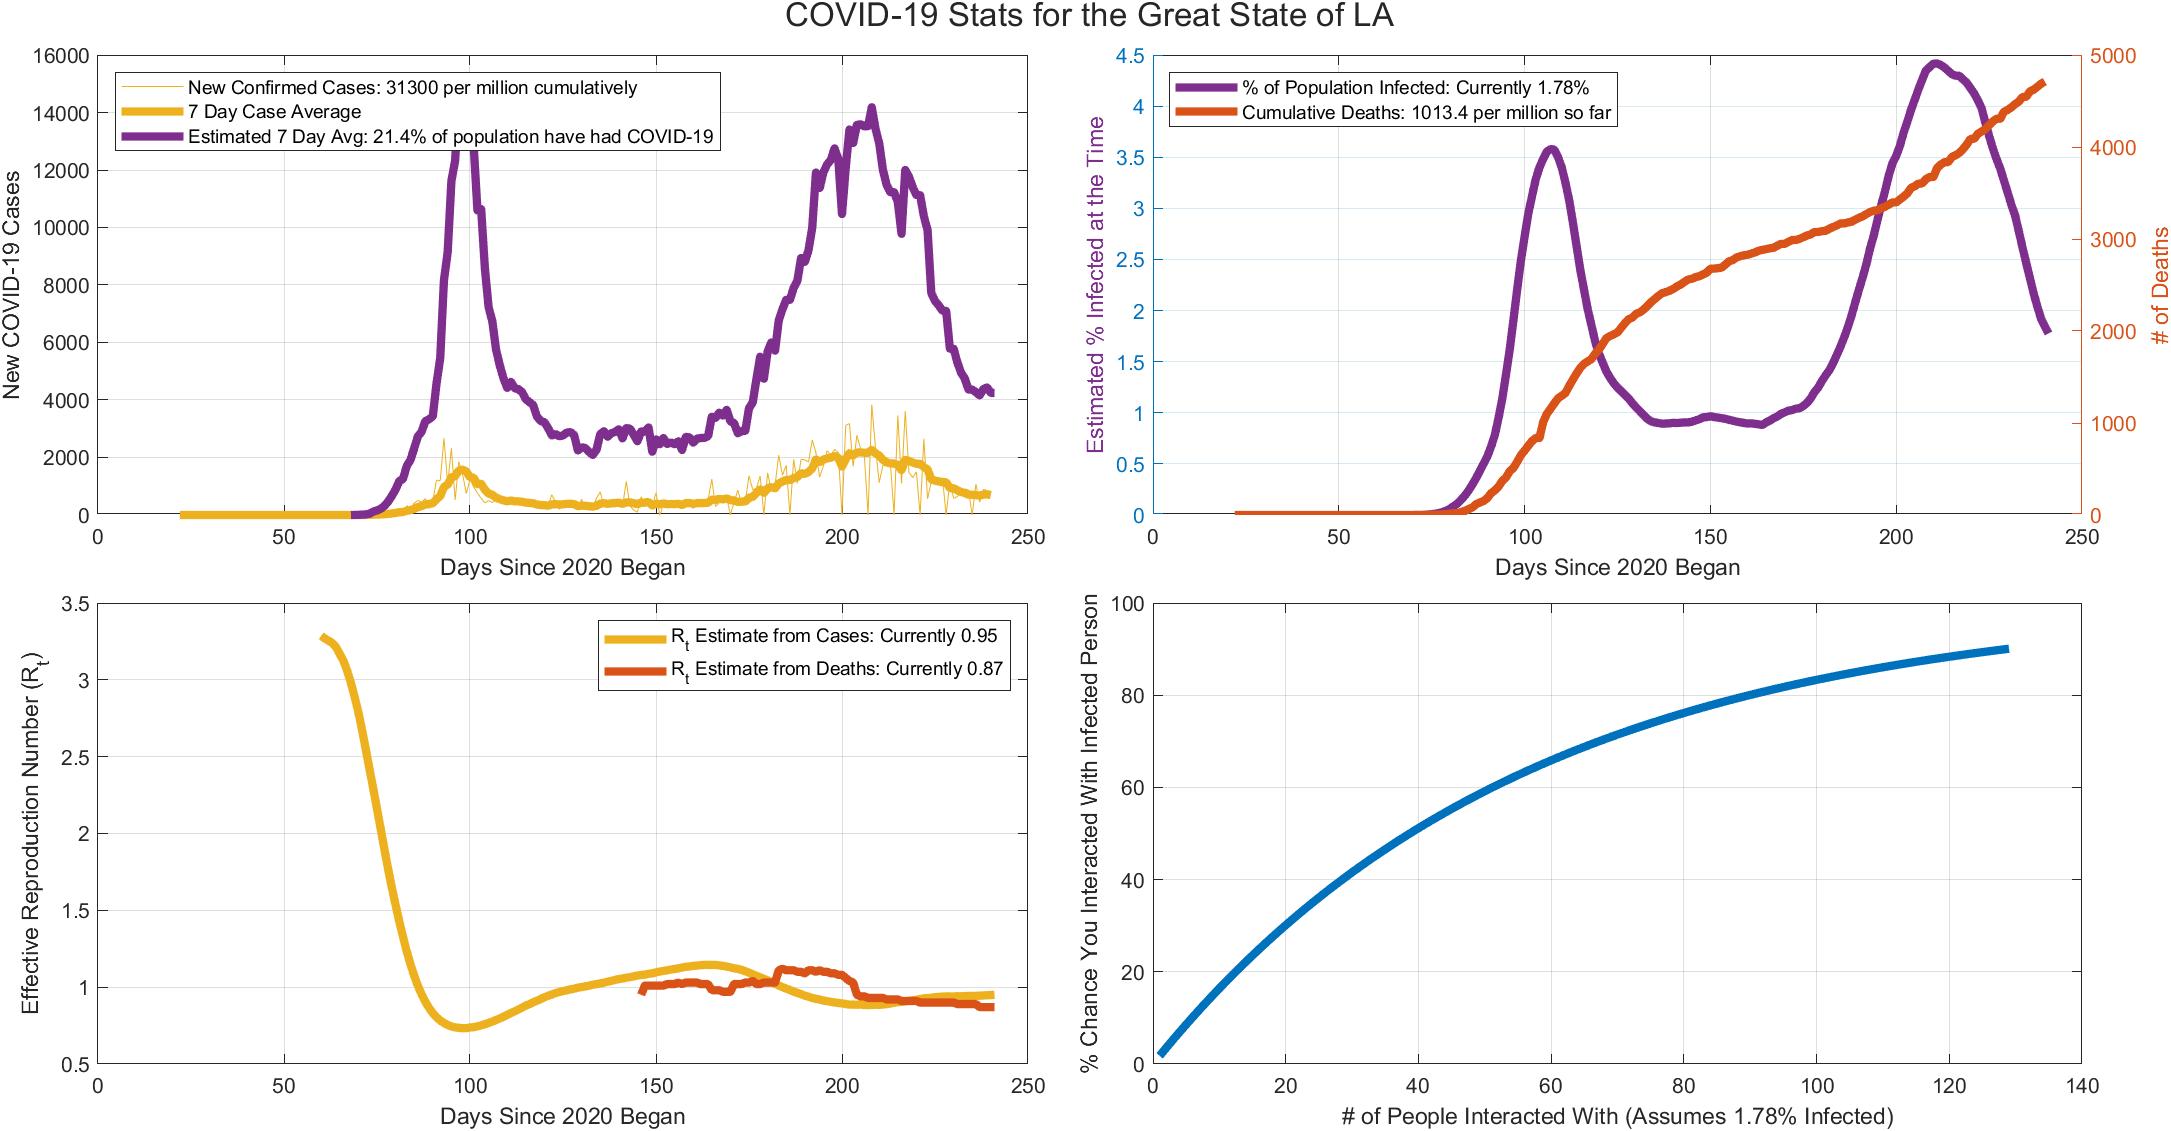 COVID-19 Stats for the Great State of LA
New COVID-19 Cases
16000
14000
12000
10000
8000
6000
4000
2000
0
New Confirmed Cases: 31300 per million cumulatively
7 Day Case Average
Estimated 7 Day Avg: 21.4% of population have had COVID-19
0 50 100 150 200 250
Days Since 2020 Began
Estimated % Infected at the Time
4.5
4
3.5
3
2.5
2
1.5
1
0.5
0
% of Population Infected: Currently 1.78%
Cumulative Deaths: 1013.4 per million so far
5000
4000
3000
2000
1000
0
# of Deaths
0 50 100 150 200 250
Days Since 2020 Began
Effective Reproduction Number (Rt)
3.5
3
2.5
2
1.5
1
0.5
Rt Estimate from Cases: Currently 0.95
Rt Estimate from Deaths: Currently 0.87
0 50 100 150 200 250
Days Since 2020 Began
% Chance You Interacted With Infected Person
100
80
60
40
20
0
0 20 40 60 80 100 120 140
# of People Interacted With (Assumes 1.78% Infected)